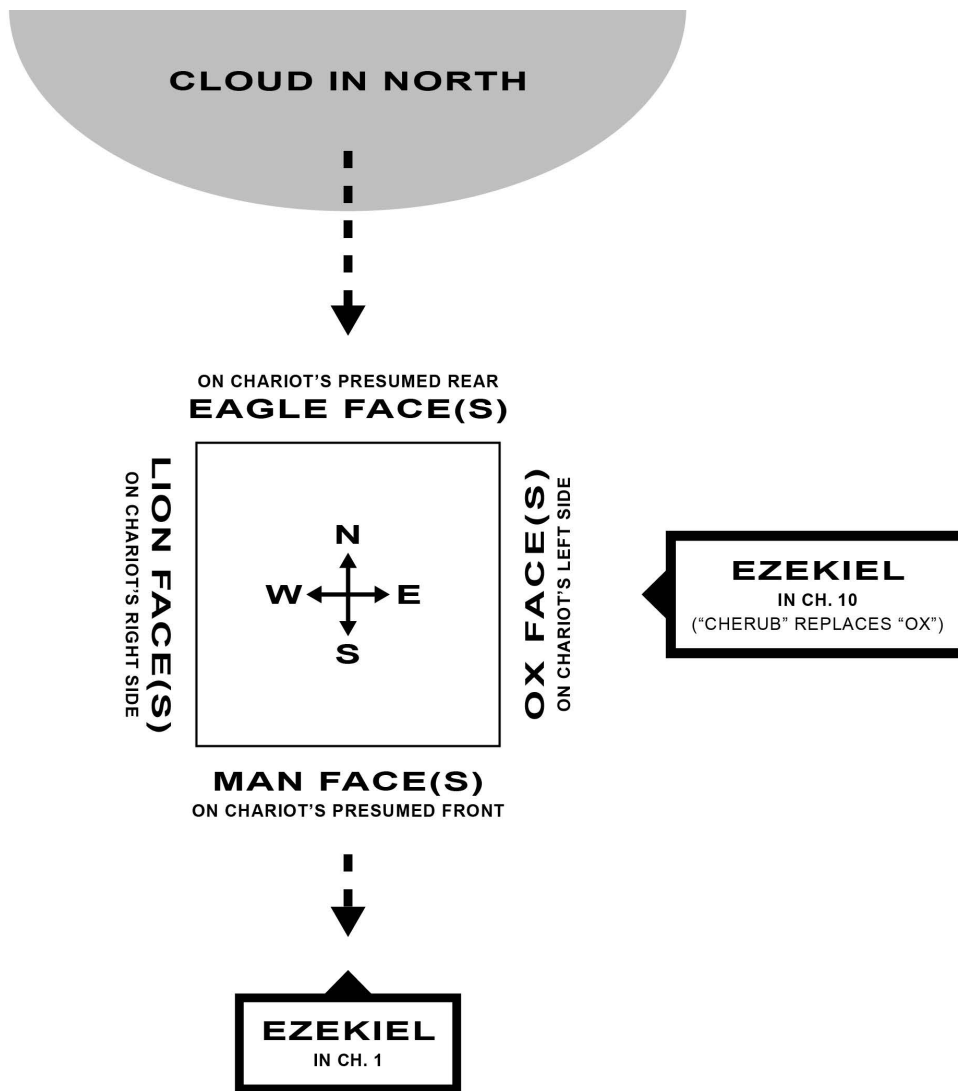 CLOUD IN NORTH
ON CHARIOT’S PRESUMED REAR
EAGLE FACE(S)
LION FACE(S)
ON CHARIOT’S RIGHT SIDE
N
W E
S
OX FACE(S)
ON CHARIOT’S LEFT SIDE
EZEKIEL
IN CH. 10
(“CHERUB” REPLACES “OX”)
MAN FACE(S)
ON CHARIOT’S PRESUMED FRONT
EZEKIEL
IN CH. 1